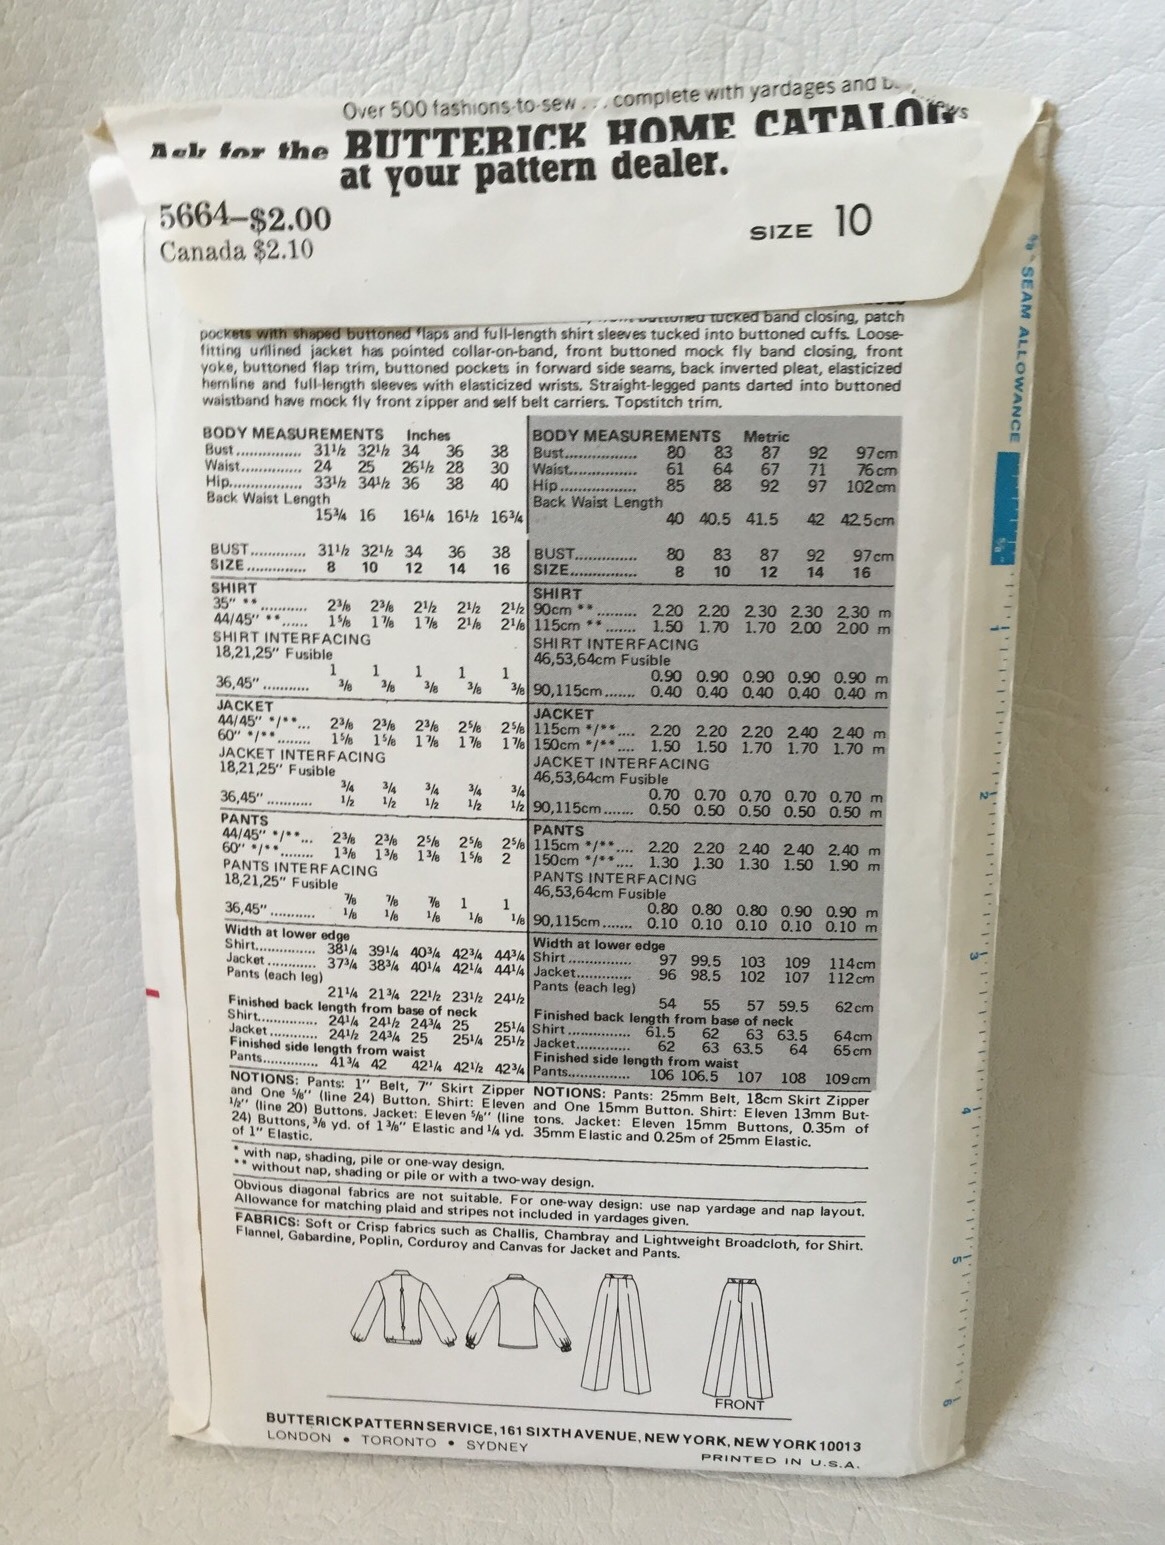 Over 500 fashions-to-sew . . . complete with yardages and
Ask for the BUTTERICK HOME CATALOG
at your pattern dealer.
5664–$2.00
Canada $2.10
SIZE 10
5/8" SEAM ALLOWANCE
buttoned tucked band closing, patch
pockets with shaped buttoned flaps and full-length shirt sleeves tucked into buttoned cuffs. Loose-
fitting unlined jacket has pointed collar-on-band, front buttoned mock fly band closing, front
yoke, buttoned flap trim, buttoned pockets in forward side seams, back inverted pleat, elasticized
hemline and full-length sleeves with elasticized wrists. Straight-legged pants darted into buttoned
waistband have mock fly front zipper and self belt carriers. Topstitch trim.
BODY MEASUREMENTS Inches
Bust............... 31½ 32½ 34 36 38
Waist.............. 24 25 26½ 28 30
Hip................ 33½ 34½ 36 38 40
Back Waist Length
15¾ 16 16¼ 16½ 16¾
BUST............. 31½ 32½ 34 36 38
SIZE.............. 8 10 12 14 16
SHIRT
35" **........... 2⅜ 2⅜ 2½ 2½ 2½
44/45" **...... 1⅝ 1⅞ 1⅞ 2⅛ 2⅛
SHIRT INTERFACING
18,21,25" Fusible
1 1 1 1 1
36,45"........... ⅜ ⅜ ⅜ ⅜ ⅜
JACKET
44/45" */**... 2⅜ 2⅜ 2⅜ 2⅝ 2⅝
60" */**........ 1⅝ 1⅝ 1⅞ 1⅞ 1⅞
JACKET INTERFACING
18,21,25" Fusible
¾ ¾ ¾ ¾ ¾
36,45"........... ½ ½ ½ ½ ½
PANTS
44/45" */**... 2⅜ 2⅜ 2⅝ 2⅝ 2⅝
60" */**........ 1⅜ 1⅜ 1⅜ 1⅝ 2
PANTS INTERFACING
18,21,25" Fusible
⅞ ⅞ ⅞ 1 1
36,45"........... ⅛ ⅛ ⅛ ⅛ ⅛
Width at lower edge
Shirt............... 38¼ 39¼ 40¾ 42¾ 44¾
Jacket............ 37¾ 38¾ 40¼ 42¼ 44¼
Pants (each leg)
21¼ 21¾ 22½ 23½ 24½
Finished back length from base of neck
Shirt.............. 24¼ 24½ 24¾ 25 25¼
Jacket............ 24½ 24¾ 25 25¼ 25½
Finished side length from waist
Pants............. 41¾ 42 42¼ 42½ 42¾
BODY MEASUREMENTS Metric
Bust................. 80 83 87 92 97cm
Waist................ 61 64 67 71 76cm
Hip.................. 85 88 92 97 102cm
Back Waist Length
40 40.5 41.5 42 42.5cm
BUST............... 80 83 87 92 97cm
SIZE................ 8 10 12 14 16
SHIRT
90cm **......... 2.20 2.20 2.30 2.30 2.30 m
115cm **....... 1.50 1.70 1.70 2.00 2.00 m
SHIRT INTERFACING
46,53,64cm Fusible
0.90 0.90 0.90 0.90 0.90 m
90,115cm....... 0.40 0.40 0.40 0.40 0.40 m
JACKET
115cm */**.... 2.20 2.20 2.20 2.40 2.40 m
150cm */**.... 1.50 1.50 1.70 1.70 1.70 m
JACKET INTERFACING
46,53,64cm Fusible
0.70 0.70 0.70 0.70 0.70 m
90,115cm....... 0.50 0.50 0.50 0.50 0.50 m
PANTS
115cm */**.... 2.20 2.20 2.40 2.40 2.40 m
150cm */**.... 1.30 1.30 1.30 1.50 1.90 m
PANTS INTERFACING
46,53,64cm Fusible
0.80 0.80 0.80 0.90 0.90 m
90,115cm....... 0.10 0.10 0.10 0.10 0.10 m
Width at lower edge
Shirt............... 97 99.5 103 109 114cm
Jacket............. 96 98.5 102 107 112cm
Pants (each leg)
54 55 57 59.5 62cm
Finished back length from base of neck
Shirt............... 61.5 62 63 63.5 64cm
Jacket.............. 62 63 63.5 64 65cm
Finished side length from waist
Pants............... 106 106.5 107 108 109cm
NOTIONS: Pants: 1" Belt, 7" Skirt Zipper
and One ⅝" (line 24) Button. Shirt: Eleven
½" (line 20) Buttons. Jacket: Eleven ⅝" (line
24) Buttons, ⅜ yd. of 1⅜" Elastic and ¼ yd.
of 1" Elastic.
NOTIONS: Pants: 25mm Belt, 18cm Skirt Zipper
and One 15mm Button. Shirt: Eleven 13mm But-
tons. Jacket: Eleven 15mm Buttons, 0.35m of
35mm Elastic and 0.25m of 25mm Elastic.
* with nap, shading, pile or one-way design.
** without nap, shading or pile or with a two-way design.
Obvious diagonal fabrics are not suitable. For one-way design: use nap yardage and nap layout.
Allowance for matching plaid and stripes not included in yardages given.
FABRICS: Soft or Crisp fabrics such as Challis, Chambray and Lightweight Broadcloth, for Shirt.
Flannel, Gabardine, Poplin, Corduroy and Canvas for Jacket and Pants.
FRONT
BUTTERICK PATTERN SERVICE, 161 SIXTH AVENUE, NEW YORK, NEW YORK 10013
LONDON • TORONTO • SYDNEY
PRINTED IN U.S.A.
5/8
1
2
3
4
5
6